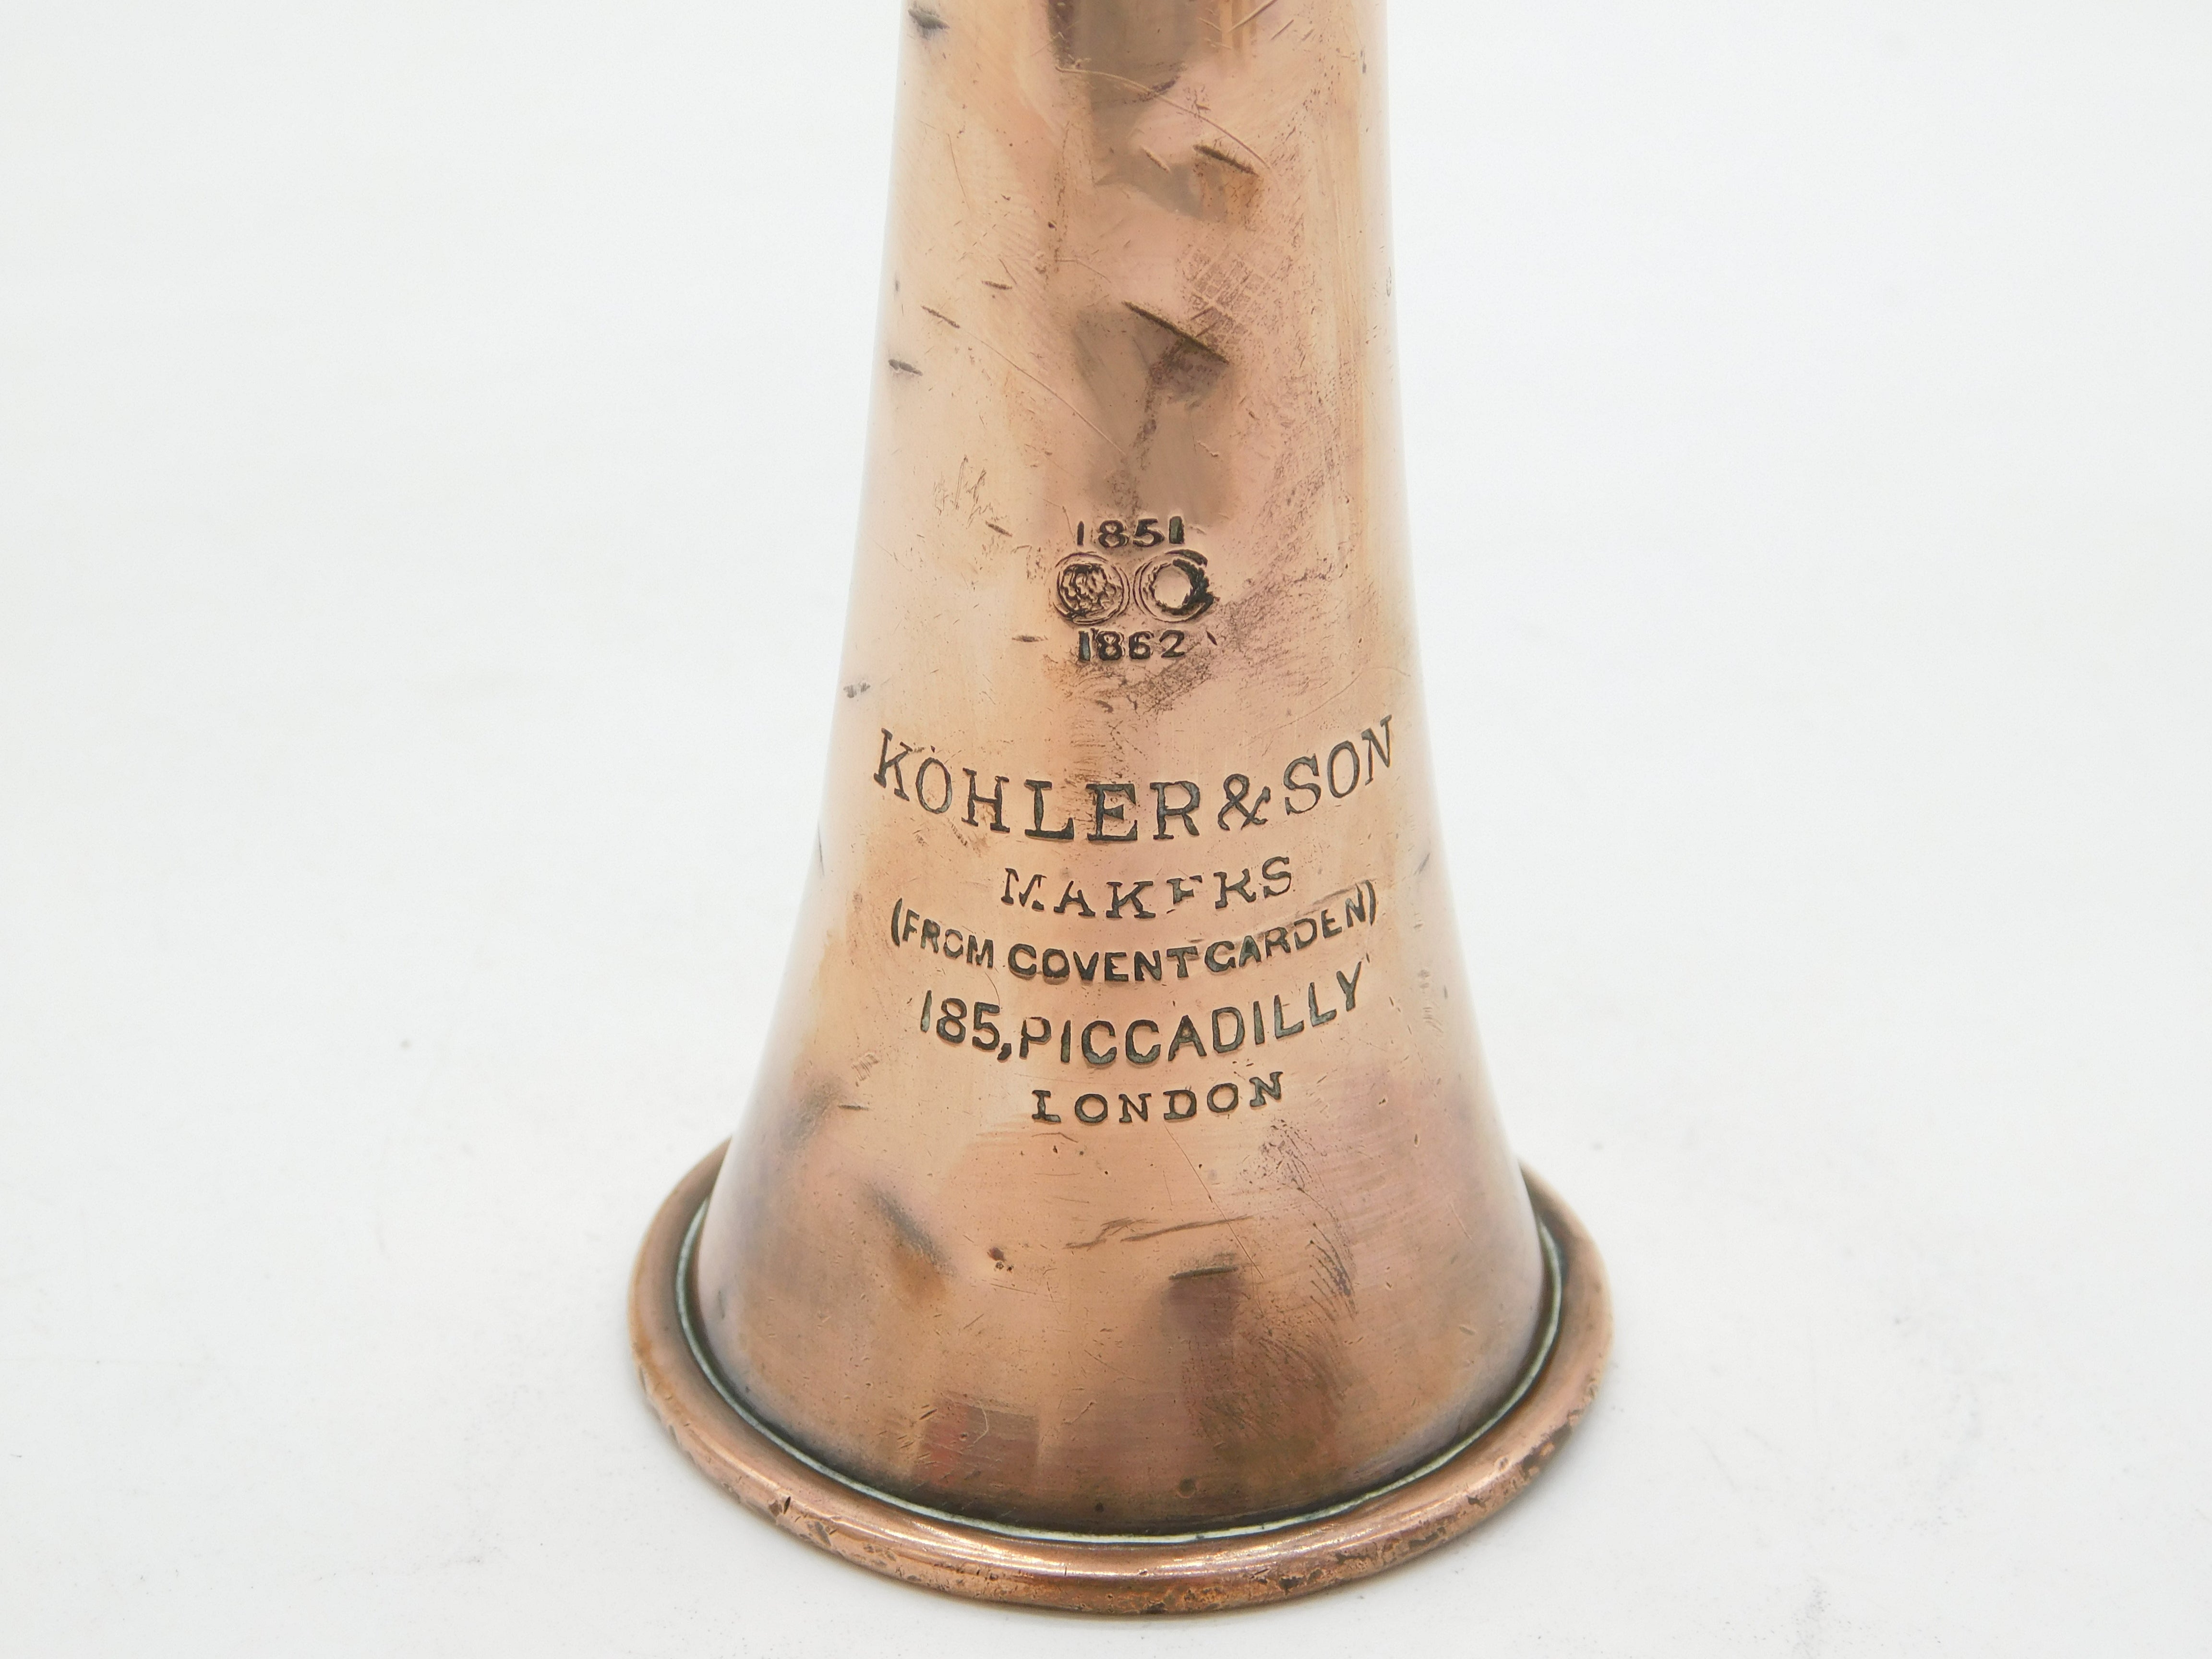 1851
1862
KÖHLER & SON
MAKERS
(FROM COVENT GARDEN)
185, PICCADILLY
LONDON